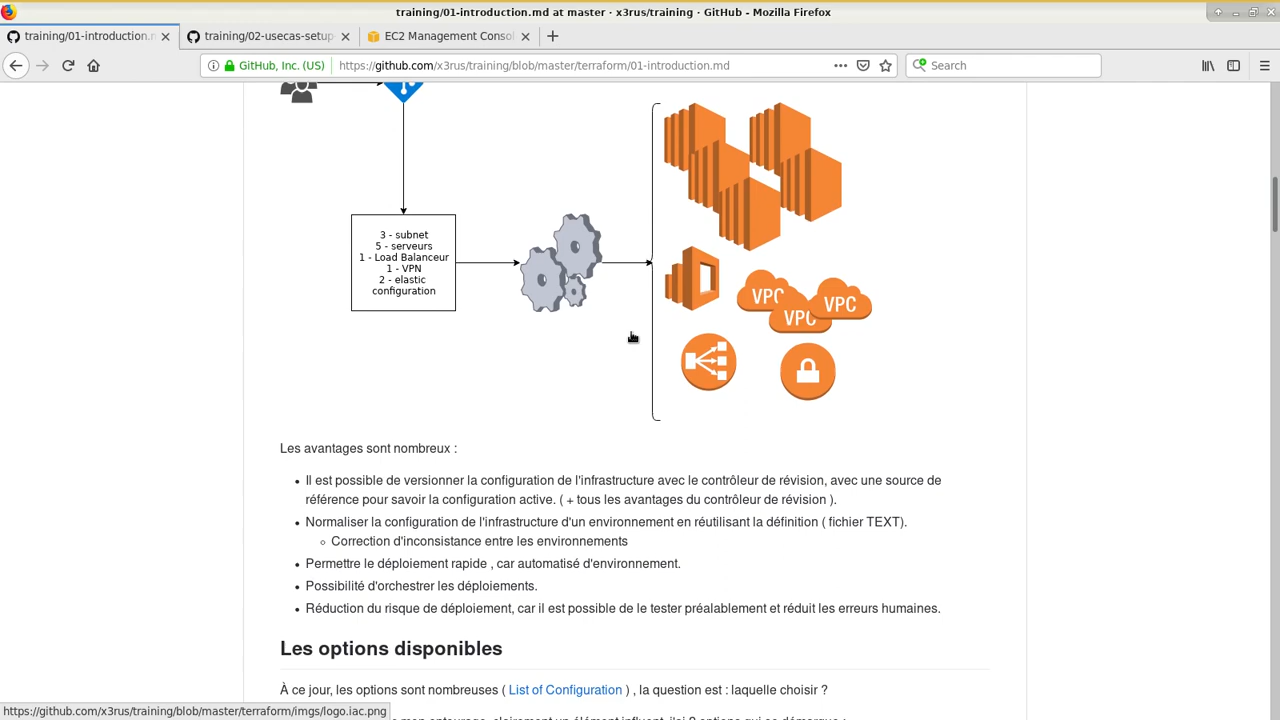 training/01-introduction.md at master · x3rus/training · GitHub - Mozilla Firefox
training/01-introduction.m
training/02-usecas-setup
EC2 Management Consol
GitHub, Inc. (US)
https://github.com/x3rus/training/blob/master/terraform/01-introduction.md
Search
3 - subnet
5 - serveurs
1 - Load Balanceur
1 - VPN
2 - elastic
configuration
VPC
VPC
VPC
Les avantages sont nombreux :
Il est possible de versionner la configuration de l'infrastructure avec le contrôleur de révision, avec une source de
référence pour savoir la configuration active. ( + tous les avantages du contrôleur de révision ).
Normaliser la configuration de l'infrastructure d'un environnement en réutilisant la définition ( fichier TEXT).
Correction d'inconsistance entre les environnements
Permettre le déploiement rapide , car automatisé d'environnement.
Possibilité d'orchestrer les déploiements.
Réduction du risque de déploiement, car il est possible de le tester préalablement et réduit les erreurs humaines.
Les options disponibles
À ce jour, les options sont nombreuses ( List of Configuration ) , la question est : laquelle choisir ?
https://github.com/x3rus/training/blob/master/terraform/imgs/logo.iac.png